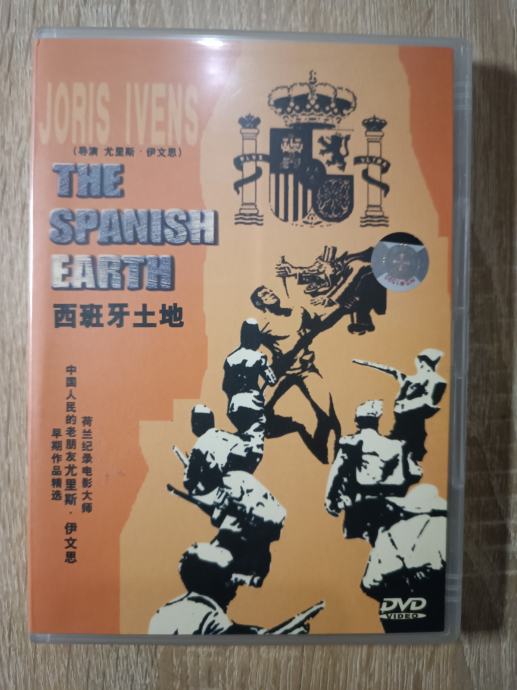 JORIS IVENS
（导演 尤里斯·伊文思）
THE
SPANISH
EARTH
西班牙土地
荷兰纪录电影大师
中国人民的老朋友尤里斯·伊文思
早期作品精选
DVD
VIDEO